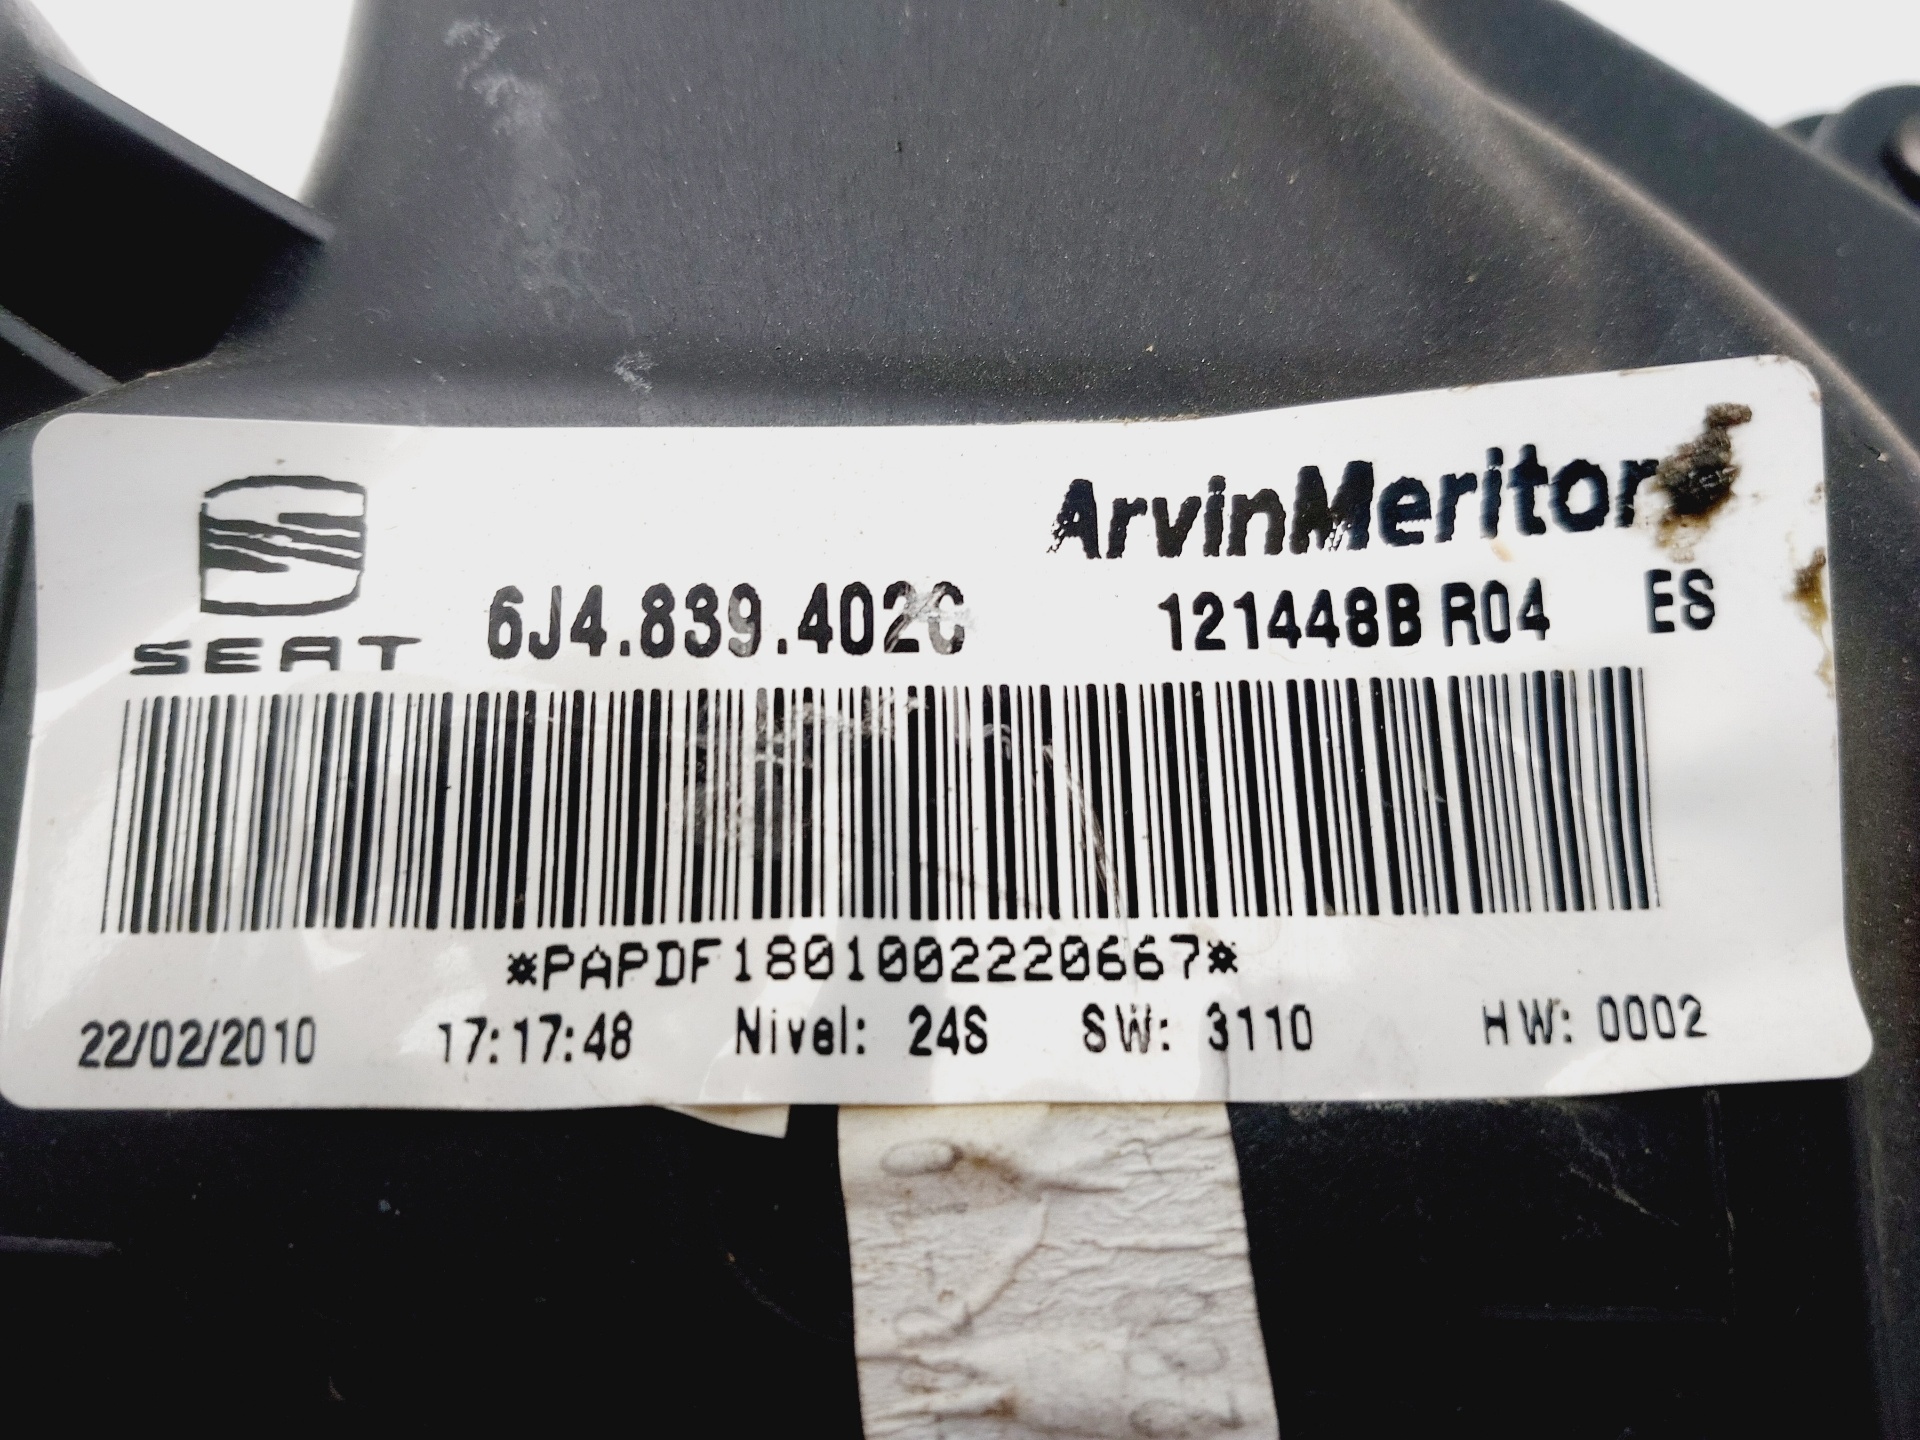 ArvinMeritor
SEAT 6J4.839.402C 121448B R04 ES
*PAPDF1801002220667*
22/02/2010 17:17:48 Nivel: 24S SW: 3110 HW: 0002